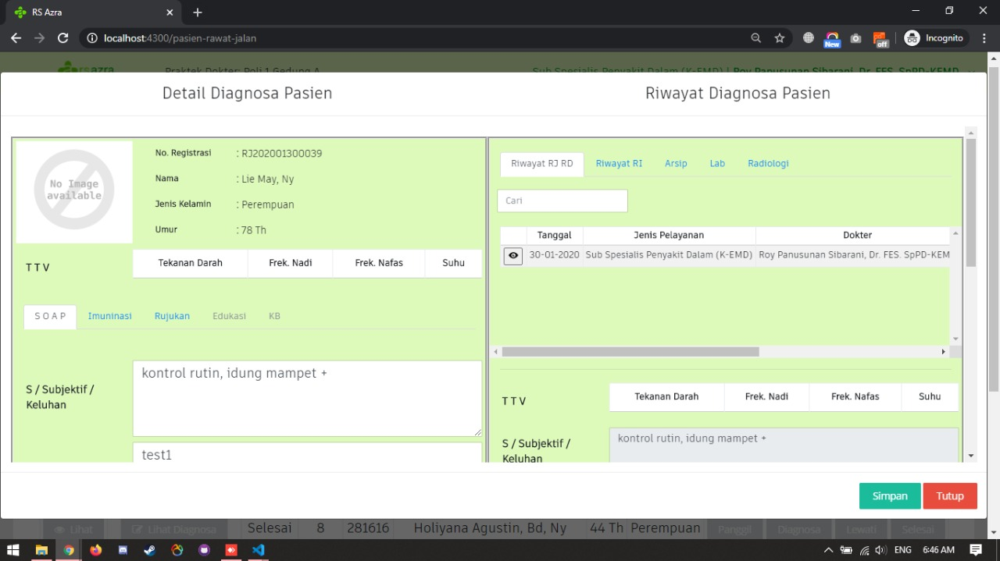 RS Azra
localhost:4300/pasien-rawat-jalan
New
off
Incognito
rs azra
Praktek Dokter: Poli 1 Gedung A
Sub Spesialis Penyakit Dalam (K-EMD) | Roy Panusunan Sibarani, Dr. FES. SpPD-KEMD
Detail Diagnosa Pasien
Riwayat Diagnosa Pasien
No Image
available
No. Registrasi : RJ202001300039
Nama : Lie May, Ny
Jenis Kelamin : Perempuan
Umur : 78 Th
T T V Tekanan Darah Frek. Nadi Frek. Nafas Suhu
S O A P Imuninasi Rujukan Edukasi KB
S / Subjektif /
Keluhan
kontrol rutin, idung mampet +
test1
Riwayat RJ RD Riwayat RI Arsip Lab Radiologi
Cari
Tanggal Jenis Pelayanan Dokter
30-01-2020 Sub Spesialis Penyakit Dalam (K-EMD) Roy Panusunan Sibarani, Dr. FES. SpPD-KEM
T T V Tekanan Darah Frek. Nadi Frek. Nafas Suhu
S / Subjektif /
Keluhan
kontrol rutin, idung mampet +
Simpan Tutup
Lihat Lihat Diagnosa Selesai 8 281616 Holiyana Agustin, Bd, Ny 44 Th Perempuan Panggil Diagnosa Lewati Selesai
ENG 6:46 AM